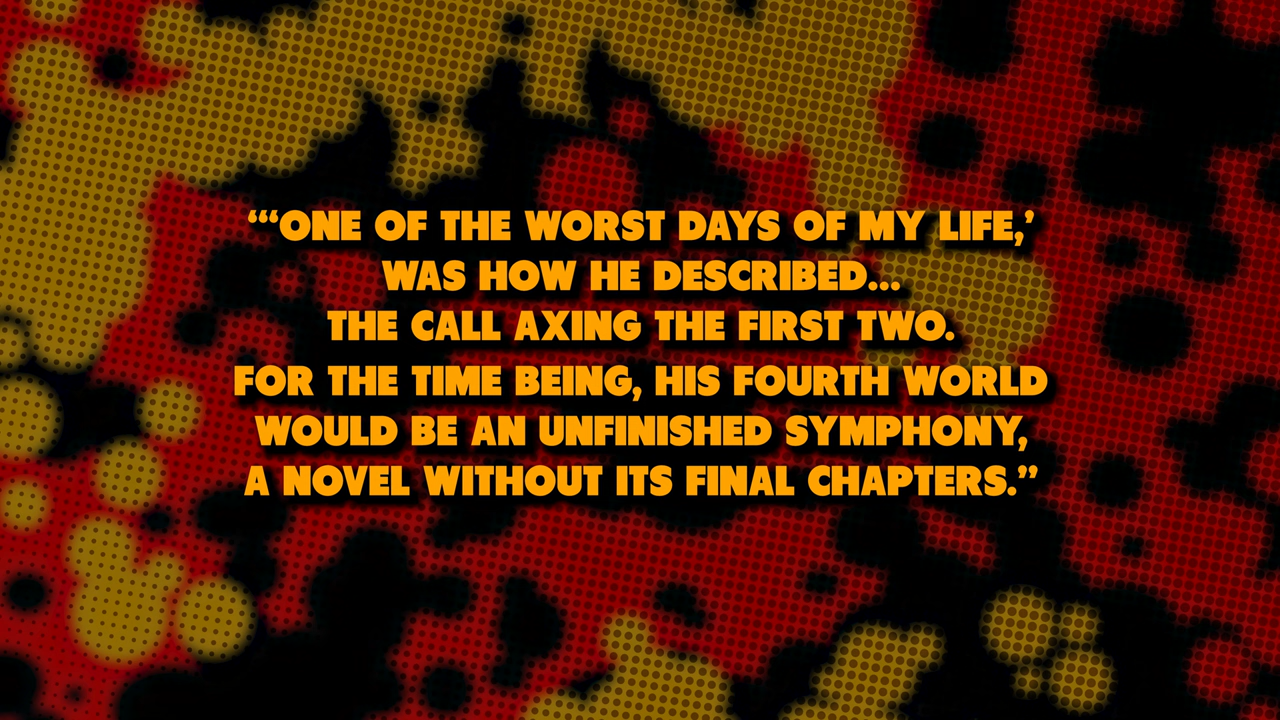 “‘ONE OF THE WORST DAYS OF MY LIFE,’
WAS HOW HE DESCRIBED...
THE CALL AXING THE FIRST TWO.
FOR THE TIME BEING, HIS FOURTH WORLD
WOULD BE AN UNFINISHED SYMPHONY,
A NOVEL WITHOUT ITS FINAL CHAPTERS.”